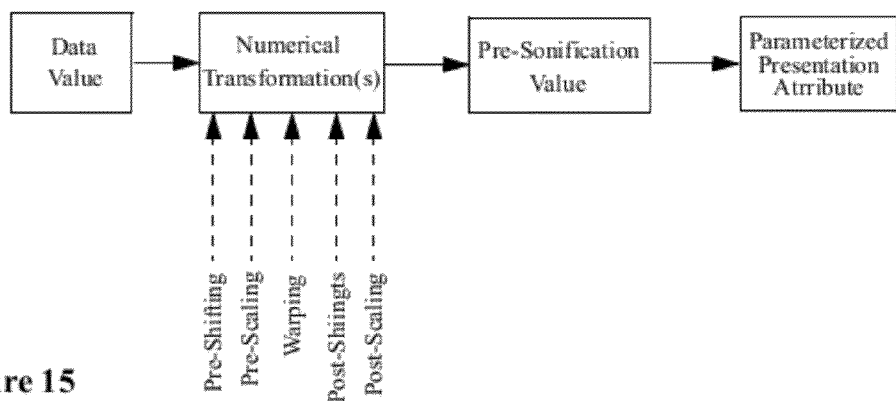 Data
Value
Numerical
Transformation(s)
Pre-Sonification
Value
Parameterized
Presentation
Atrribute
Pre-Shifting
Pre-Scaling
Warping
Post-Shiingts
Post-Scaling
re 15